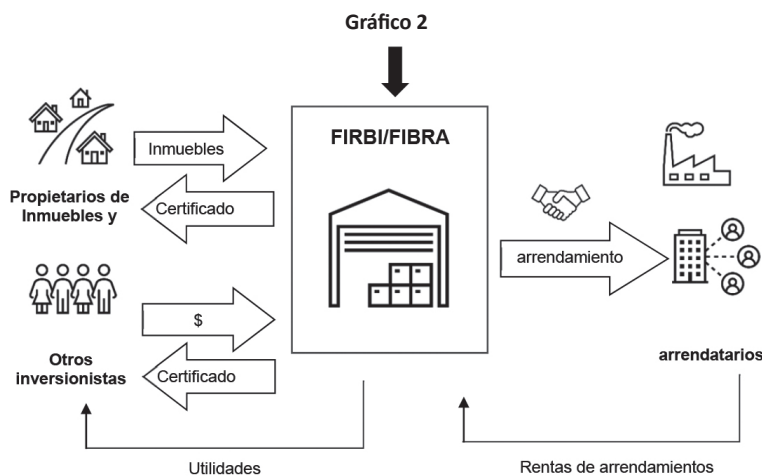 Gráfico 2
FIRBI/FIBRA
Inmuebles
Propietarios de
Inmuebles y
Certificado
arrendamiento
$
Otros
inversionistas
Certificado
arrendatarios
Utilidades
Rentas de arrendamientos